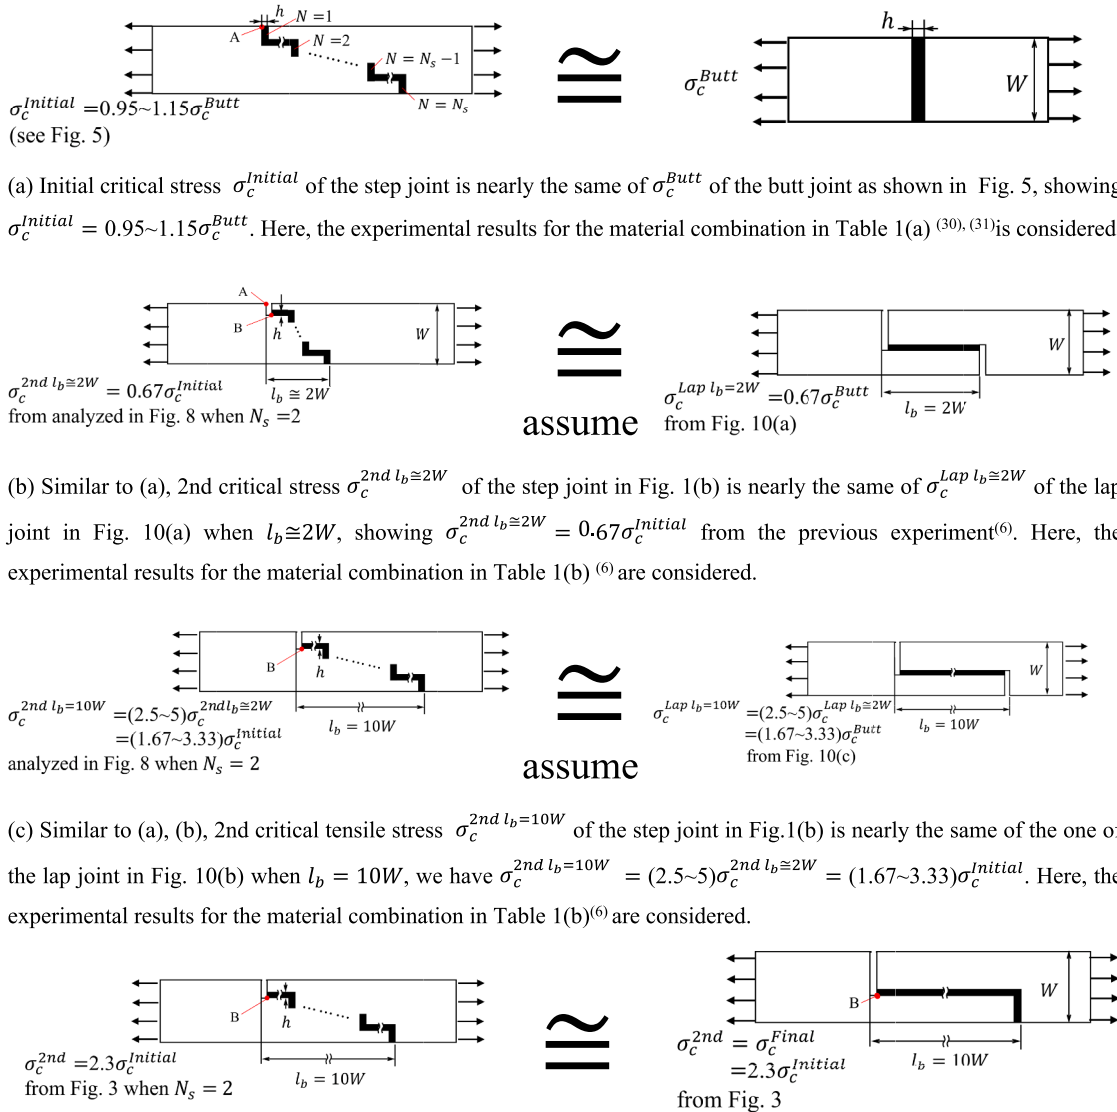 h
N = 1
A
N = 2
N = N_s − 1
N = N_s
σ_c^{Initial} =0.95~1.15σ_c^{Butt}
(see Fig. 5)
≅
h
σ_c^{Butt}
W
(a) Initial critical stress σ_c^{Initial} of the step joint is nearly the same of σ_c^{Butt} of the butt joint as shown in Fig. 5, showing
σ_c^{Initial} = 0.95~1.15σ_c^{Butt}. Here, the experimental results for the material combination in Table 1(a) (30), (31)is considered
A
B
h
W
l_b ≅ 2W
σ_c^{2nd l_b≅2W} = 0.67σ_c^{Initial}
from analyzed in Fig. 8 when N_s =2
≅
assume
W
σ_c^{Lap l_b=2W} =0.67σ_c^{Butt}
l_b = 2W
from Fig. 10(a)
(b) Similar to (a), 2nd critical stress σ_c^{2nd l_b≅2W} of the step joint in Fig. 1(b) is nearly the same of σ_c^{Lap l_b≅2W} of the lap
joint in Fig. 10(a) when l_b≅2W, showing σ_c^{2nd l_b≅2W} = 0.67σ_c^{Initial} from the previous experiment(6). Here, the
experimental results for the material combination in Table 1(b) (6) are considered.
B
h
σ_c^{2nd l_b=10W} =(2.5~5)σ_c^{2nd l_b≅2W}
l_b = 10W
=(1.67~3.33)σ_c^{Initial}
analyzed in Fig. 8 when N_s = 2
≅
assume
W
σ_c^{Lap l_b=10W} =(2.5~5)σ_c^{Lap l_b≅2W}
l_b = 10W
=(1.67~3.33)σ_c^{Butt}
from Fig. 10(c)
(c) Similar to (a), (b), 2nd critical tensile stress σ_c^{2nd l_b=10W} of the step joint in Fig.1(b) is nearly the same of the one of
the lap joint in Fig. 10(b) when l_b = 10W, we have σ_c^{2nd l_b=10W} = (2.5~5)σ_c^{2nd l_b≅2W} = (1.67~3.33)σ_c^{Initial}. Here, the
experimental results for the material combination in Table 1(b)(6) are considered.
B
h
σ_c^{2nd} =2.3σ_c^{Initial}
l_b = 10W
from Fig. 3 when N_s = 2
≅
B
W
σ_c^{2nd} = σ_c^{Final}
l_b = 10W
=2.3σ_c^{Initial}
from Fig. 3